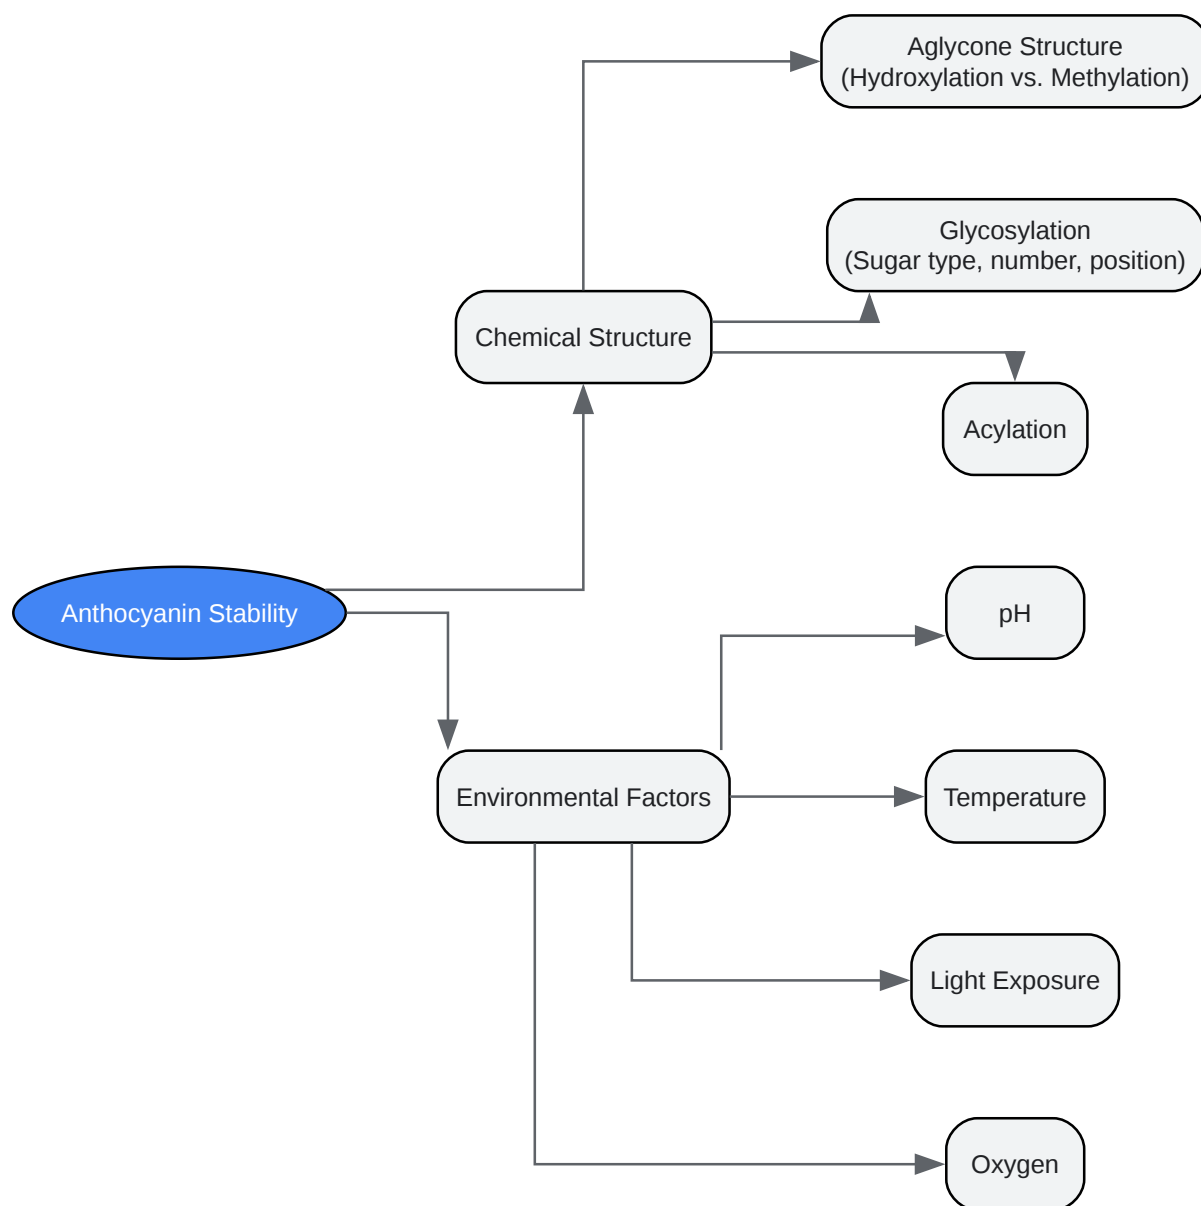 Aglycone Structure
(Hydroxylation vs. Methylation)
Glycosylation
(Sugar type, number, position)
Chemical Structure
Acylation
Anthocyanin Stability
pH
Environmental Factors
Temperature
Light Exposure
Oxygen